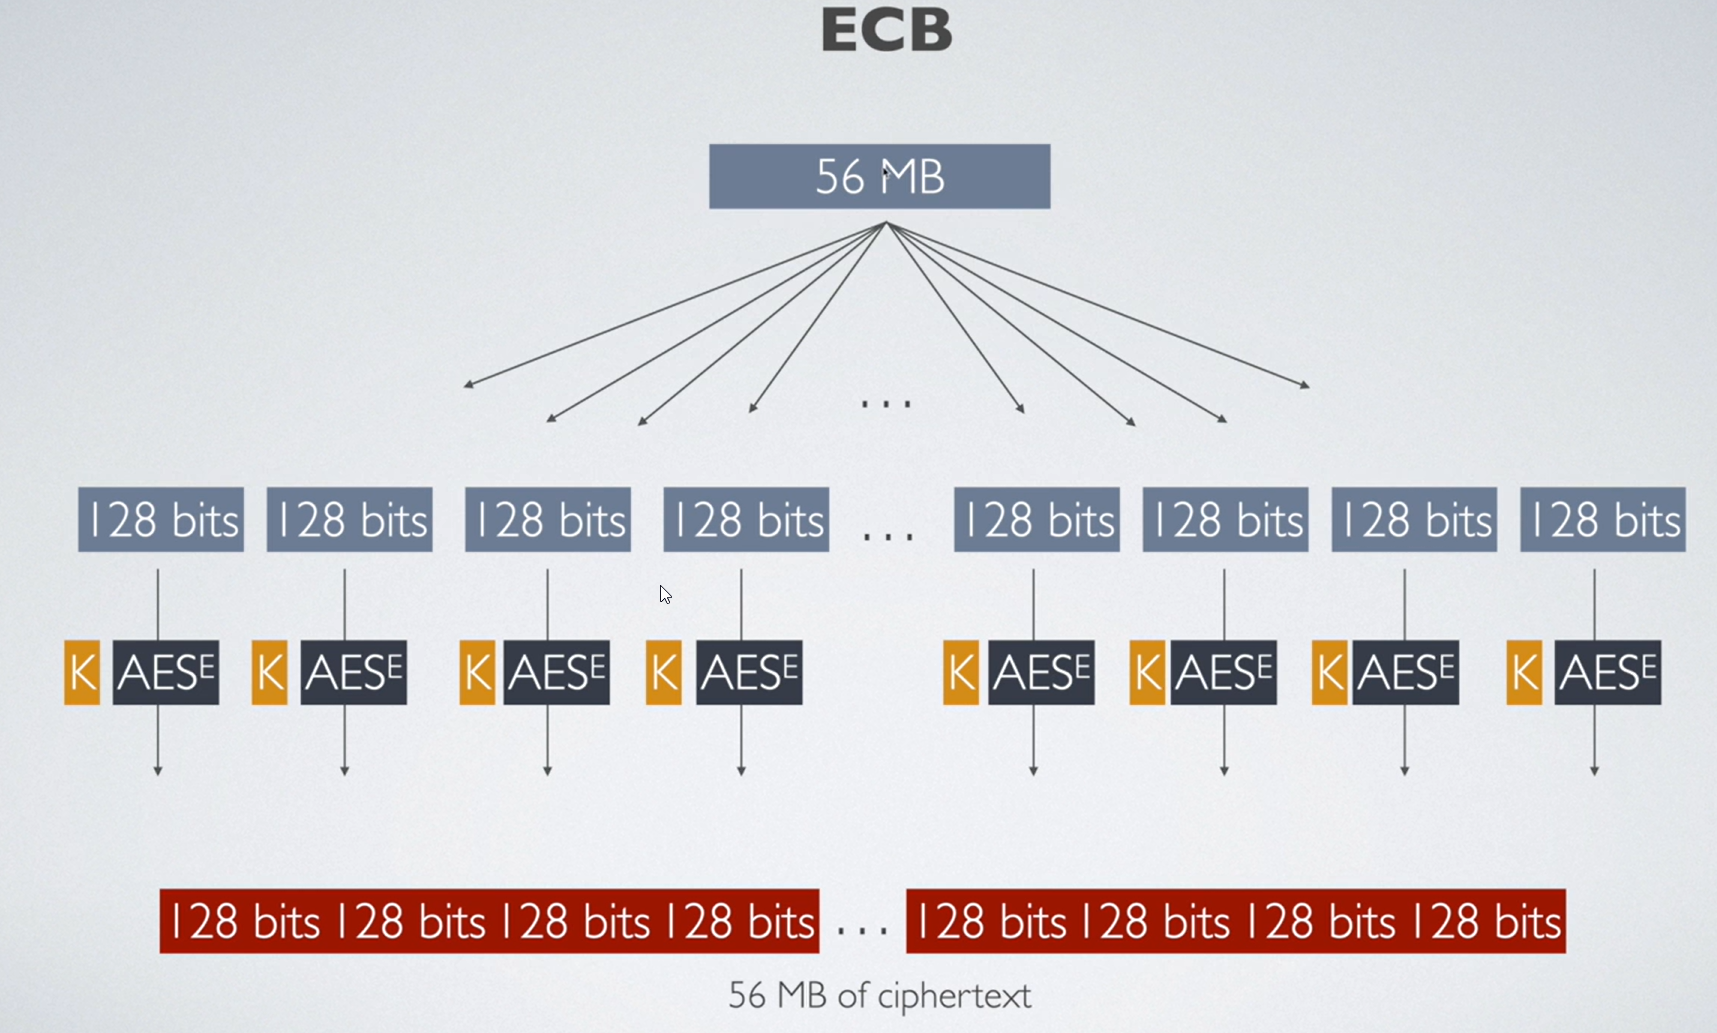 ECB
56 MB
...
128 bits 128 bits 128 bits 128 bits ... 128 bits 128 bits 128 bits 128 bits
K AESE K AESE K AESE K AESE K AESE K AESE K AESE K AESE
128 bits 128 bits 128 bits 128 bits ... 128 bits 128 bits 128 bits 128 bits
56 MB of ciphertext